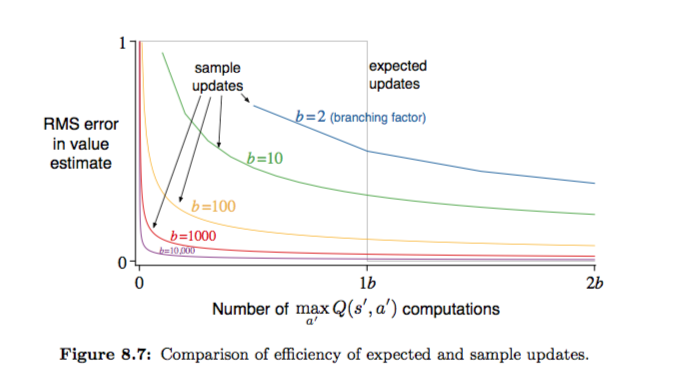 1
sample
updates
expected
updates
RMS error
in value
estimate
b=2 (branching factor)
b=10
b=100
b=1000
b=10,000
0
0
1b
2b
Number of max Q(s′, a′) computations
a′
Figure 8.7: Comparison of efficiency of expected and sample updates.